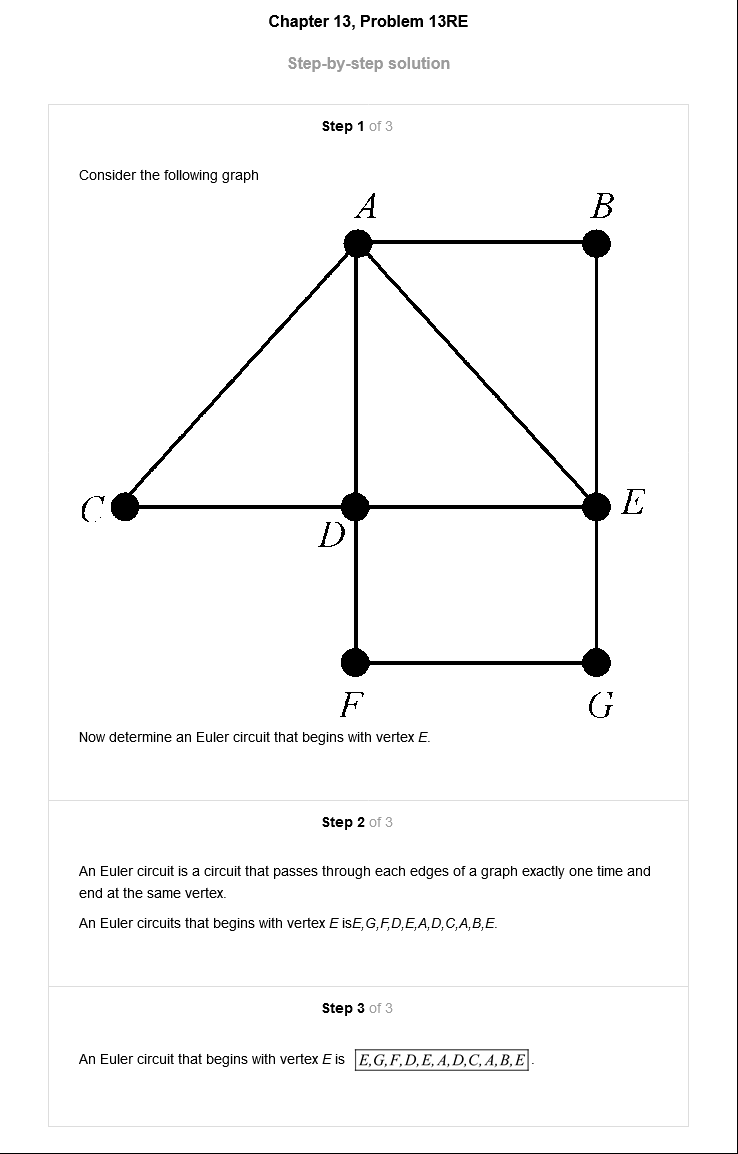 Chapter 13, Problem 13RE
Step-by-step solution
Step 1 of 3
Consider the following graph
A
B
C
D
E
F
G
Now determine an Euler circuit that begins with vertex E.
Step 2 of 3
An Euler circuit is a circuit that passes through each edges of a graph exactly one time and
end at the same vertex.
An Euler circuits that begins with vertex E isE,G,F,D,E,A,D,C,A,B,E.
Step 3 of 3
An Euler circuit that begins with vertex E is E,G,F,D,E,A,D,C,A,B,E.